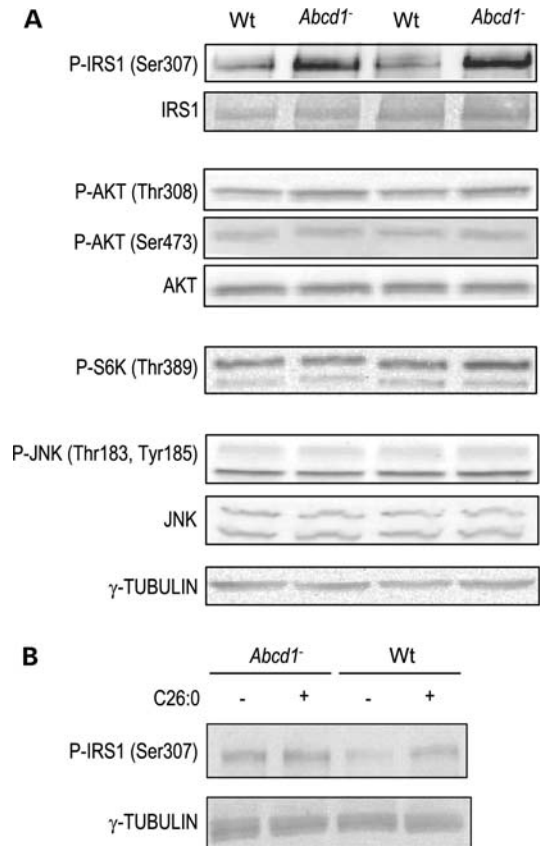 A
Wt Abcd1- Wt Abcd1-
P-IRS1 (Ser307)
IRS1
P-AKT (Thr308)
P-AKT (Ser473)
AKT
P-S6K (Thr389)
P-JNK (Thr183, Tyr185)
JNK
γ-TUBULIN
B
Abcd1- Wt
C26:0 - + - +
P-IRS1 (Ser307)
γ-TUBULIN